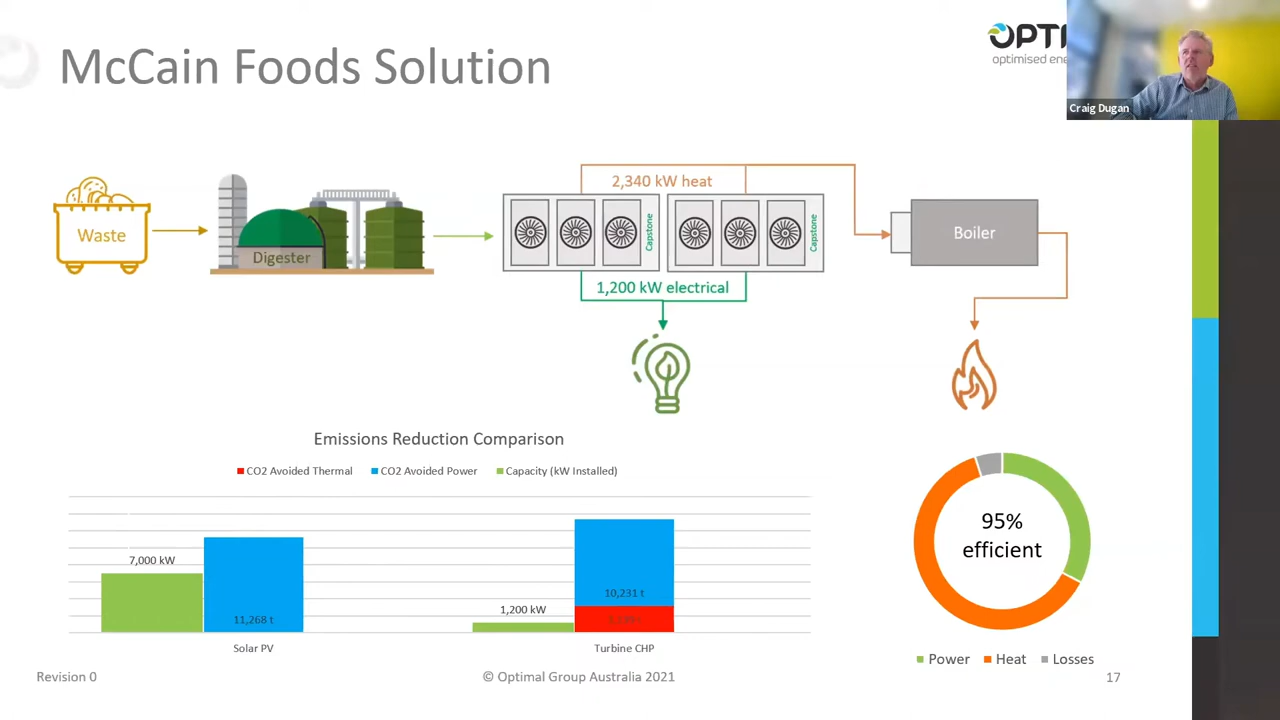 McCain Foods Solution
optimised
Craig Dugan
Waste
Digester
2,340 kW heat
Capstone
Capstone
1,200 kW electrical
Boiler
Emissions Reduction Comparison
CO2 Avoided Thermal
CO2 Avoided Power
Capacity (kW Installed)
7,000 kW
11,268 t
1,200 kW
10,231 t
Solar PV
Turbine CHP
95%
efficient
Power
Heat
Losses
Revision 0
© Optimal Group Australia 2021
17